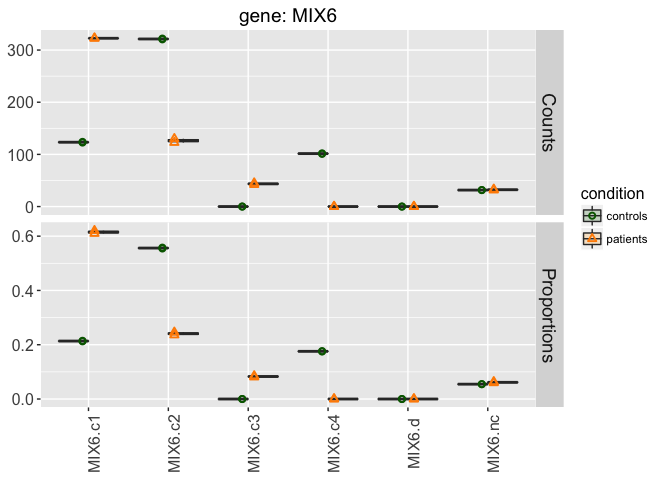 gene: MIX6
300
200
100
0
Counts
0.6
0.4
0.2
0.0
Proportions
MIX6.c1
MIX6.c2
MIX6.c3
MIX6.c4
MIX6.d
MIX6.nc
condition
controls
patients